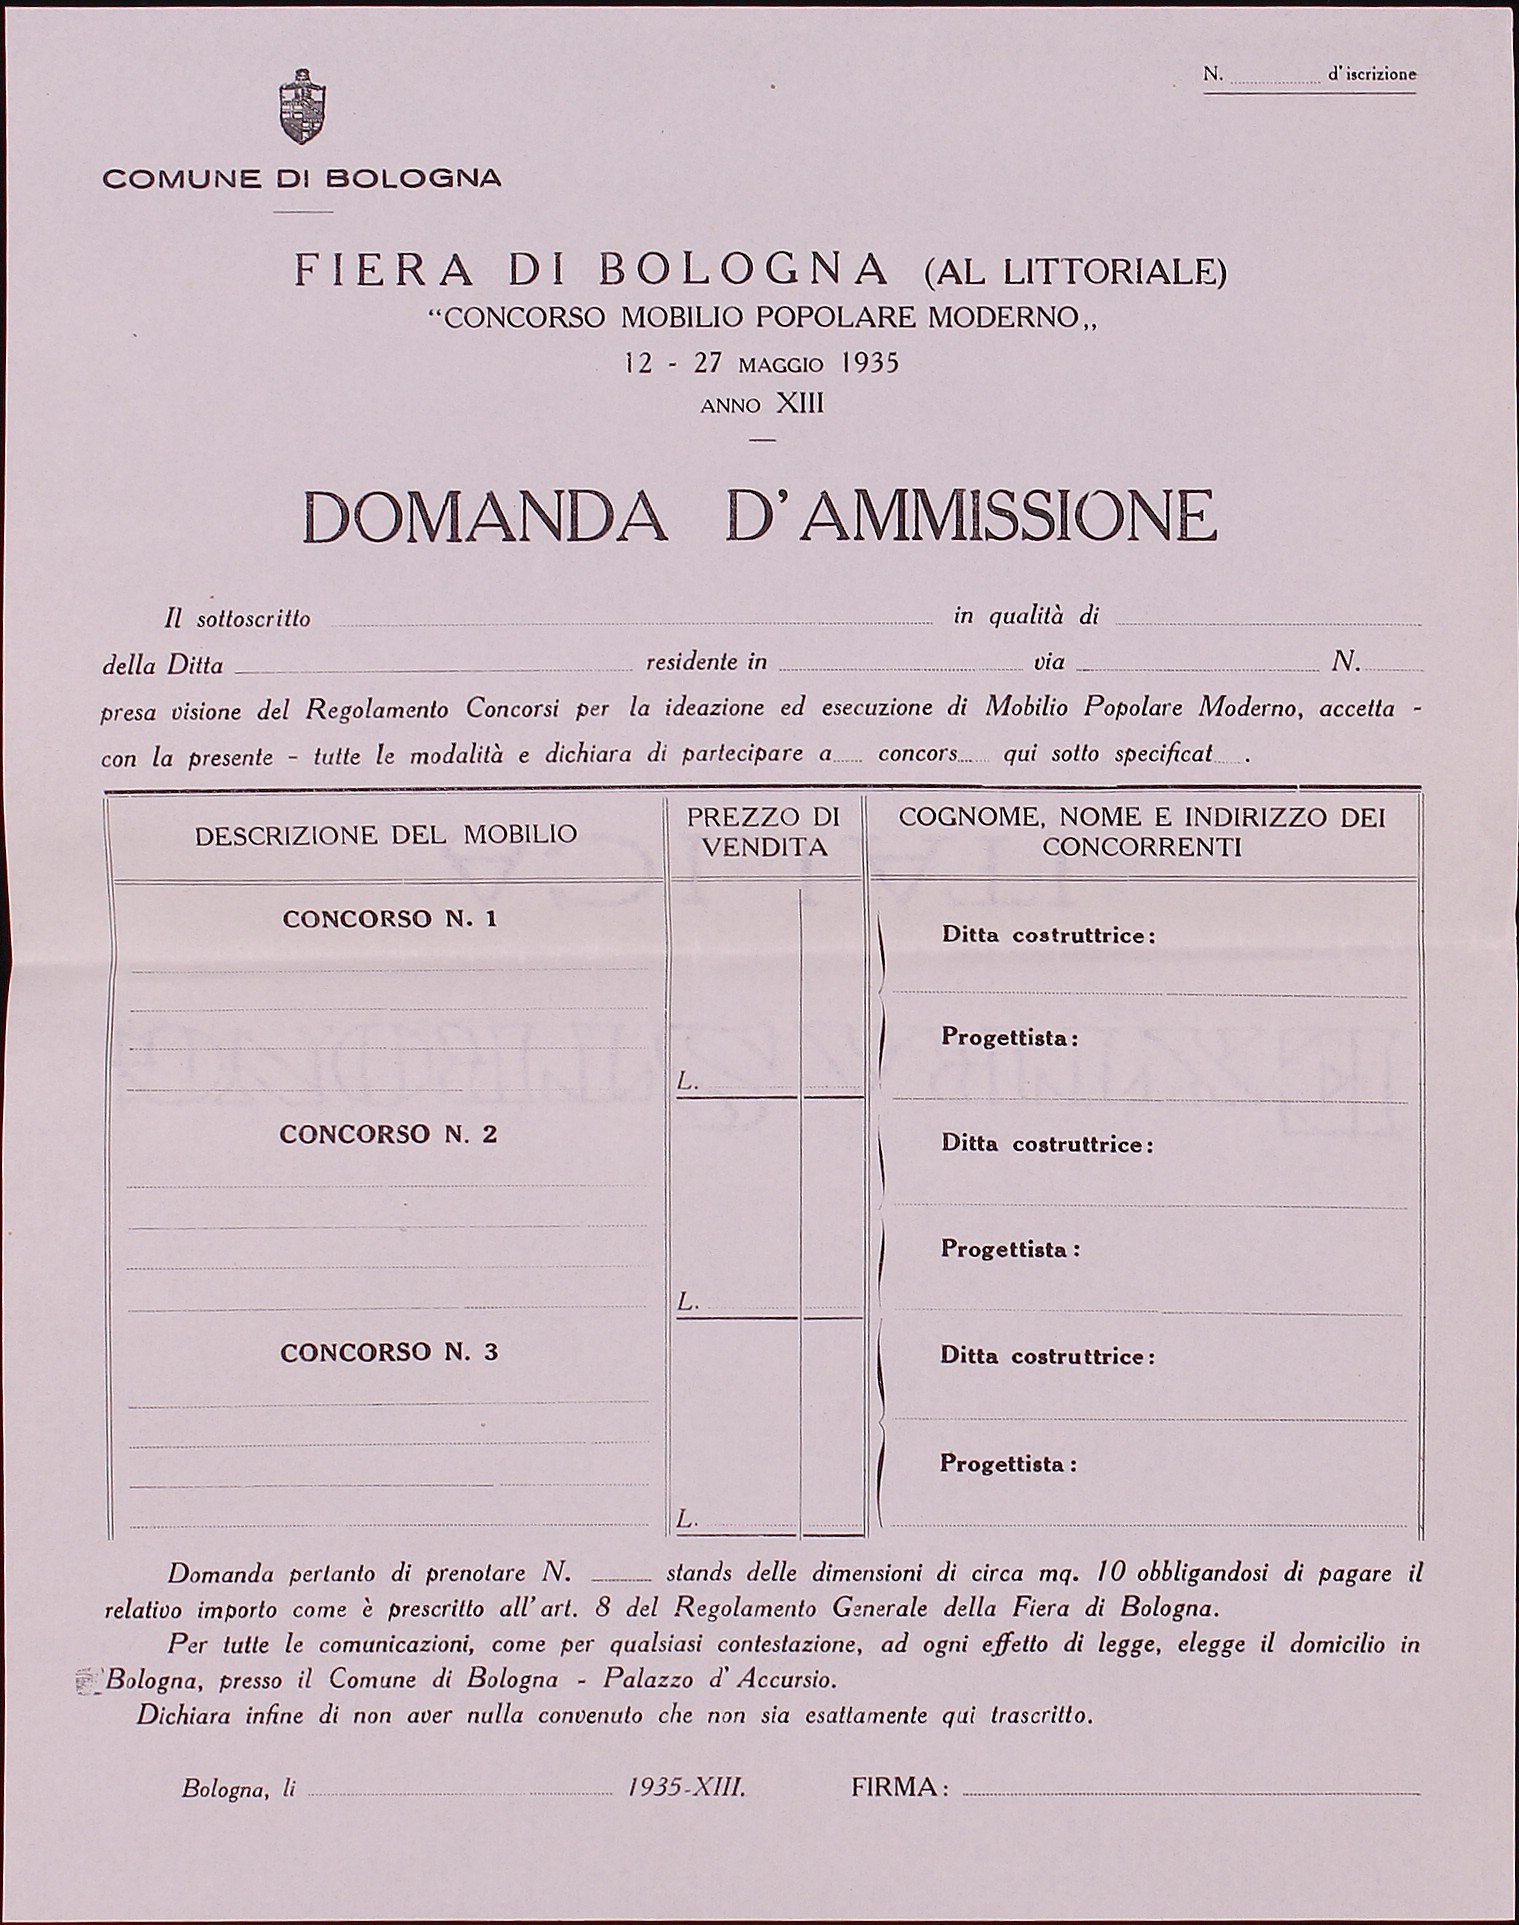 N. d'iscrizione
COMUNE DI BOLOGNA
FIERA DI BOLOGNA (AL LITTORIALE)
“CONCORSO MOBILIO POPOLARE MODERNO„
12 - 27 MAGGIO 1935
ANNO XIII
DOMANDA D'AMMISSIONE
Il sottoscritto in qualità di
della Ditta residente in via N.
presa visione del Regolamento Concorsi per la ideazione ed esecuzione di Mobilio Popolare Moderno, accetta -
con la presente - tutte le modalità e dichiara di partecipare a...... concors...... qui sotto specificat...... .
DESCRIZIONE DEL MOBILIO
PREZZO DI
VENDITA
COGNOME, NOME E INDIRIZZO DEI
CONCORRENTI
CONCORSO N. 1
L.
Ditta costruttrice:
Progettista:
CONCORSO N. 2
L.
Ditta costruttrice:
Progettista:
CONCORSO N. 3
L.
Ditta costruttrice:
Progettista:
Domanda pertanto di prenotare N. stands delle dimensioni di circa mq. 10 obbligandosi di pagare il
relativo importo come è prescritto all'art. 8 del Regolamento Generale della Fiera di Bologna.
Per tutte le comunicazioni, come per qualsiasi contestazione, ad ogni effetto di legge, elegge il domicilio in
Bologna, presso il Comune di Bologna - Palazzo d'Accursio.
Dichiara infine di non aver nulla convenuto che non sia esattamente qui trascritto.
Bologna, li 1935-XIII. FIRMA: